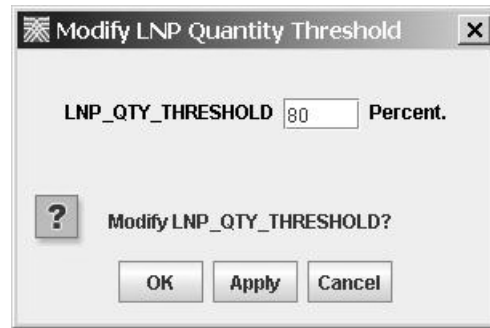 Modify LNP Quantity Threshold
LNP_QTY_THRESHOLD 80 Percent.
? Modify LNP_QTY_THRESHOLD?
OK Apply Cancel